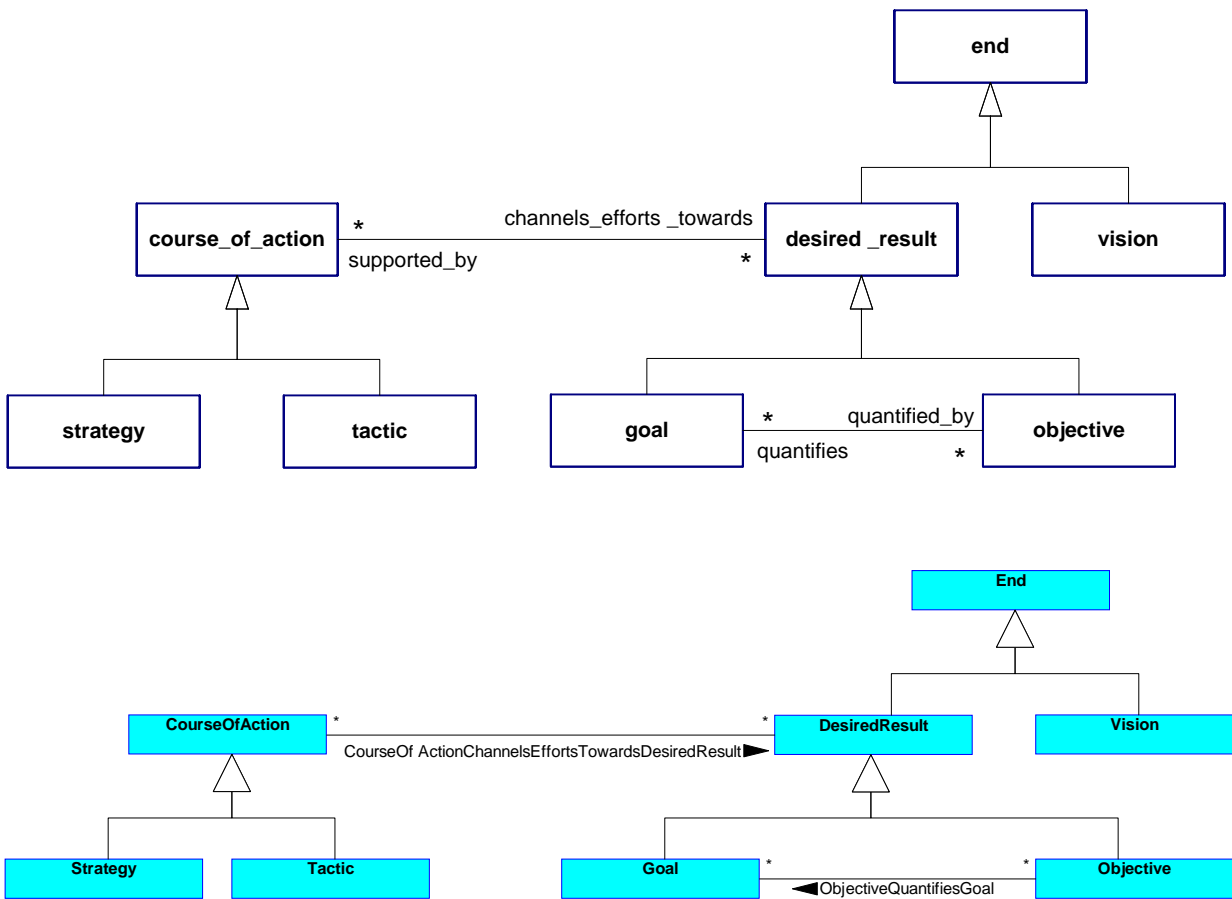 end
channels_efforts _towards
course_of_action
*
desired _result
vision
supported_by
*
strategy
tactic
goal
*
quantified_by
objective
quantifies
*
End
CourseOfAction
*
*
DesiredResult
Vision
CourseOf ActionChannelsEffortsTowardsDesiredResult
Strategy
Tactic
Goal
*
*
Objective
ObjectiveQuantifiesGoal